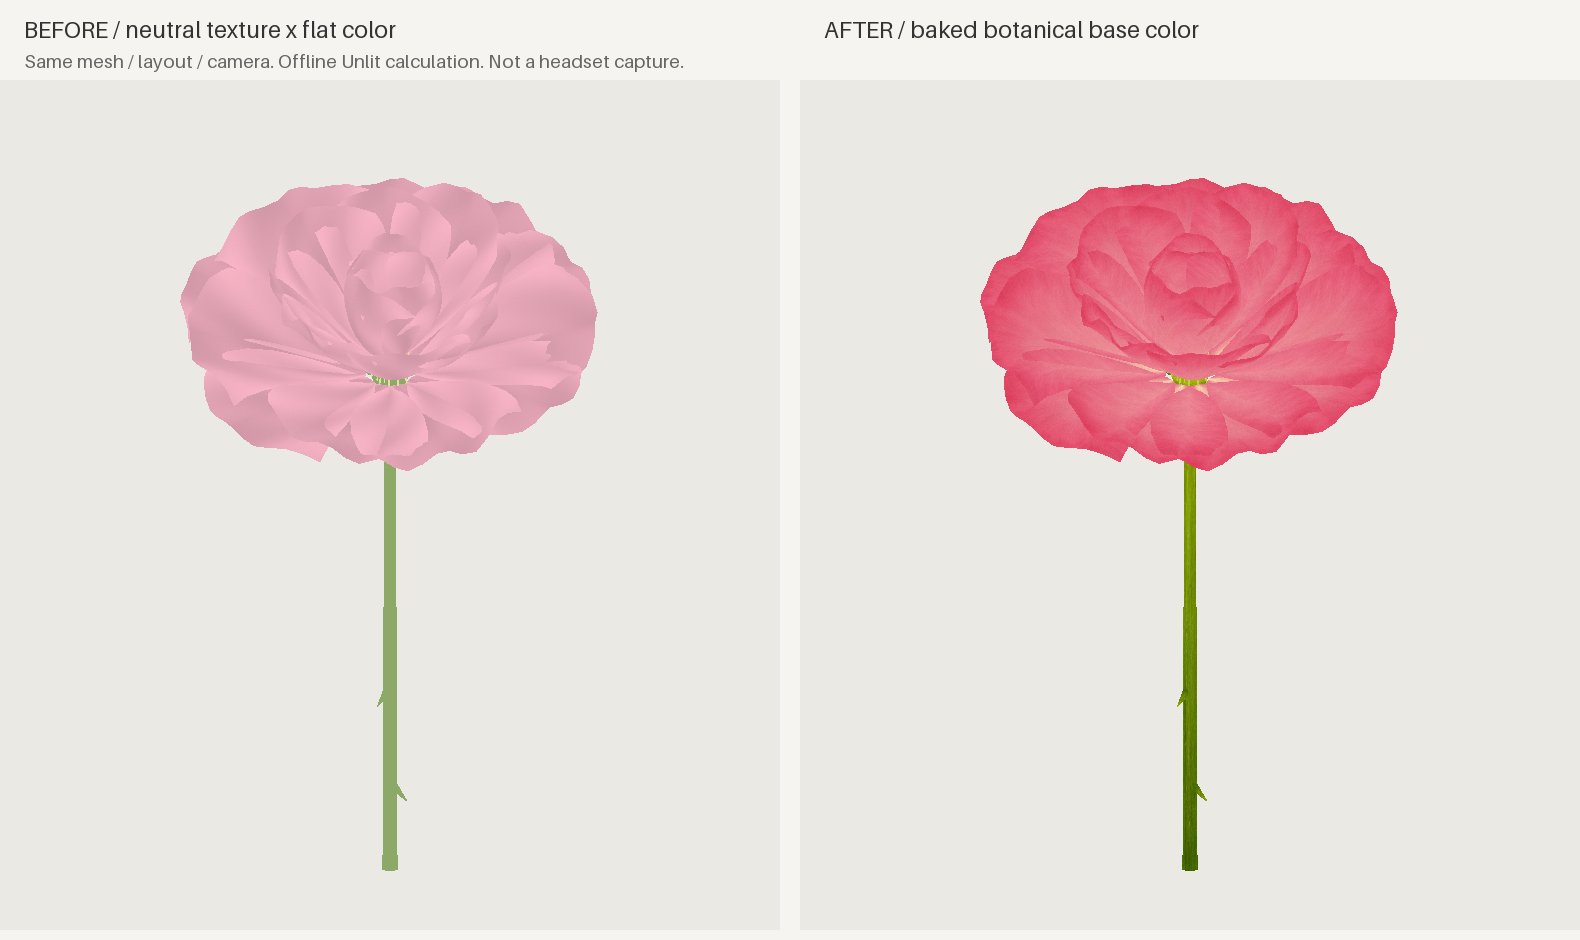 BEFORE / neutral texture x flat color
Same mesh / layout / camera. Offline Unlit calculation. Not a headset capture.
AFTER / baked botanical base color